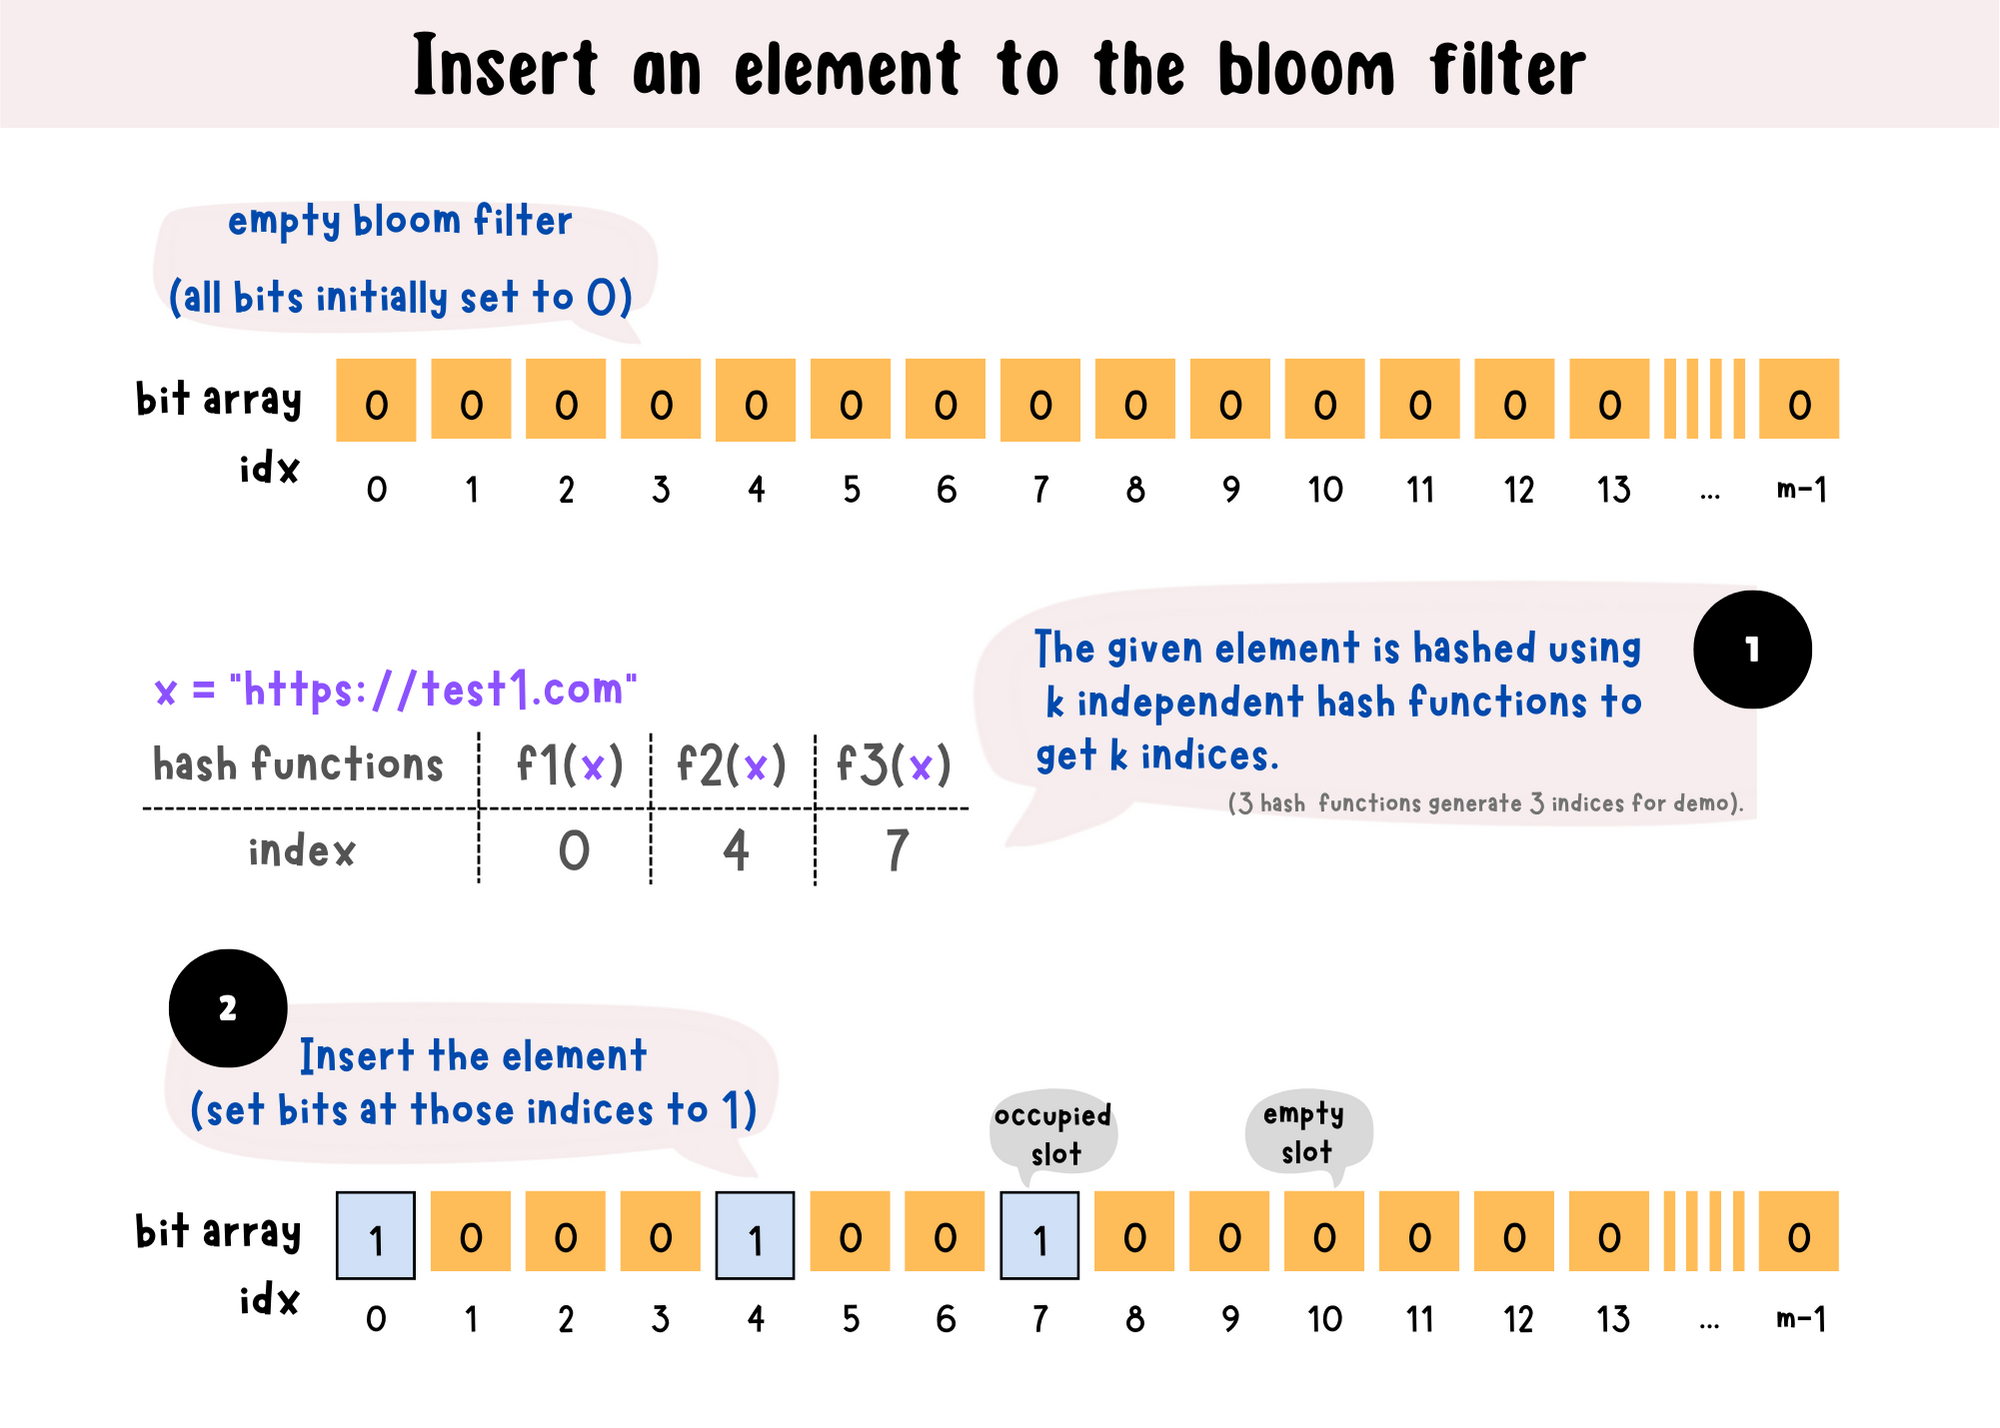 Insert an element to the bloom filter
empty bloom filter
(all bits initially set to 0)
bit array 0 0 0 0 0 0 0 0 0 0 0 0 0 0 0
idx 0 1 2 3 4 5 6 7 8 9 10 11 12 13 ... m-1
1
The given element is hashed using
k independent hash functions to
get k indices.
(3 hash functions generate 3 indices for demo).
x = "https://test1.com"
hash functions f1(x) f2(x) f3(x)
index 0 4 7
2
Insert the element
(set bits at those indices to 1)
occupied
slot
empty
slot
bit array 1 0 0 0 1 0 0 1 0 0 0 0 0 0 0
idx 0 1 2 3 4 5 6 7 8 9 10 11 12 13 ... m-1